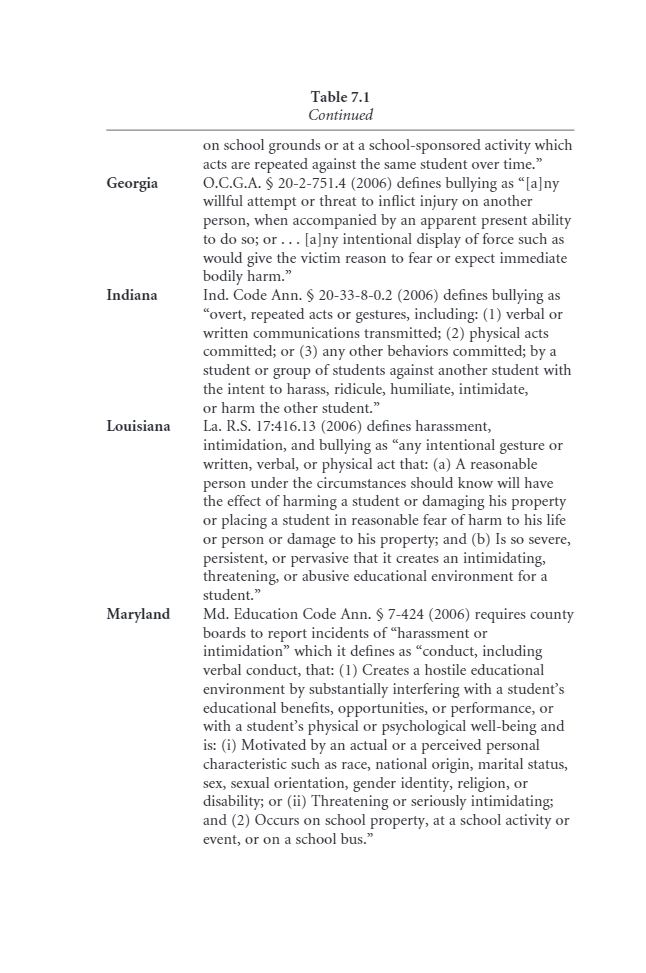 Table 7.1
Continued
on school grounds or at a school-sponsored activity which
acts are repeated against the same student over time.”
Georgia O.C.G.A. § 20-2-751.4 (2006) defines bullying as “[a]ny
willful attempt or threat to inflict injury on another
person, when accompanied by an apparent present ability
to do so; or . . . [a]ny intentional display of force such as
would give the victim reason to fear or expect immediate
bodily harm.”
Indiana Ind. Code Ann. § 20-33-8-0.2 (2006) defines bullying as
“overt, repeated acts or gestures, including: (1) verbal or
written communications transmitted; (2) physical acts
committed; or (3) any other behaviors committed; by a
student or group of students against another student with
the intent to harass, ridicule, humiliate, intimidate,
or harm the other student.”
Louisiana La. R.S. 17:416.13 (2006) defines harassment,
intimidation, and bullying as “any intentional gesture or
written, verbal, or physical act that: (a) A reasonable
person under the circumstances should know will have
the effect of harming a student or damaging his property
or placing a student in reasonable fear of harm to his life
or person or damage to his property; and (b) Is so severe,
persistent, or pervasive that it creates an intimidating,
threatening, or abusive educational environment for a
student.”
Maryland Md. Education Code Ann. § 7-424 (2006) requires county
boards to report incidents of “harassment or
intimidation” which it defines as “conduct, including
verbal conduct, that: (1) Creates a hostile educational
environment by substantially interfering with a student’s
educational benefits, opportunities, or performance, or
with a student’s physical or psychological well-being and
is: (i) Motivated by an actual or a perceived personal
characteristic such as race, national origin, marital status,
sex, sexual orientation, gender identity, religion, or
disability; or (ii) Threatening or seriously intimidating;
and (2) Occurs on school property, at a school activity or
event, or on a school bus.”